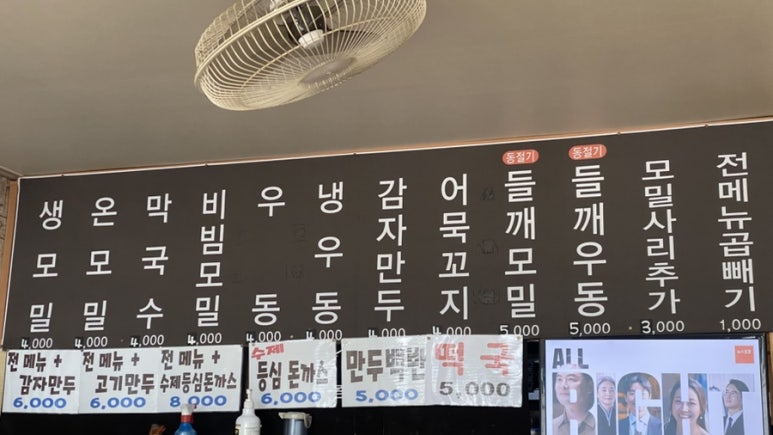 생모밀 4,000
온모밀 4,000
막국수 4,000
비빔모밀 4,000
우동 4,000
냉우동 4,000
감자만두 4,000
어묵꼬지 4,000
동절기 들깨모밀 5,000
동절기 들깨우동 5,000
모밀사리추가 3,000
전메뉴곱빼기 1,000
전 메뉴 +
감자만두
6,000
전 메뉴 +
고기만두
6,000
전 메뉴 +
수제등심돈까스
8,000
수제
등심 돈까스
6,000
만두백반
5,000
떡국
5,000
ALL
NIGHT